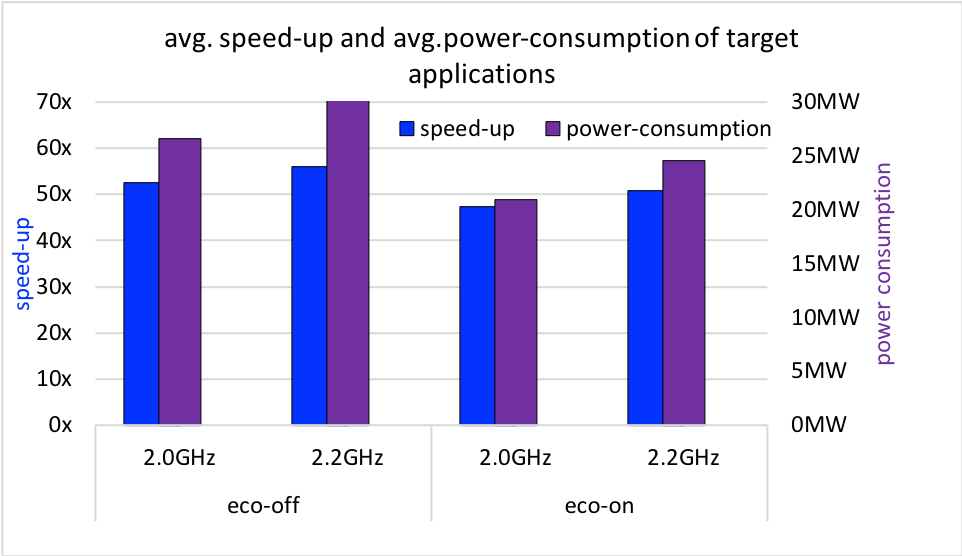 avg. speed-up and avg.power-consumption of target
applications
speed-up
70x
60x
50x
40x
30x
20x
10x
0x
speed-up
power-consumption
30MW
25MW
20MW
15MW
10MW
5MW
0MW
power consumption
2.0GHz
2.2GHz
2.0GHz
2.2GHz
eco-off
eco-on